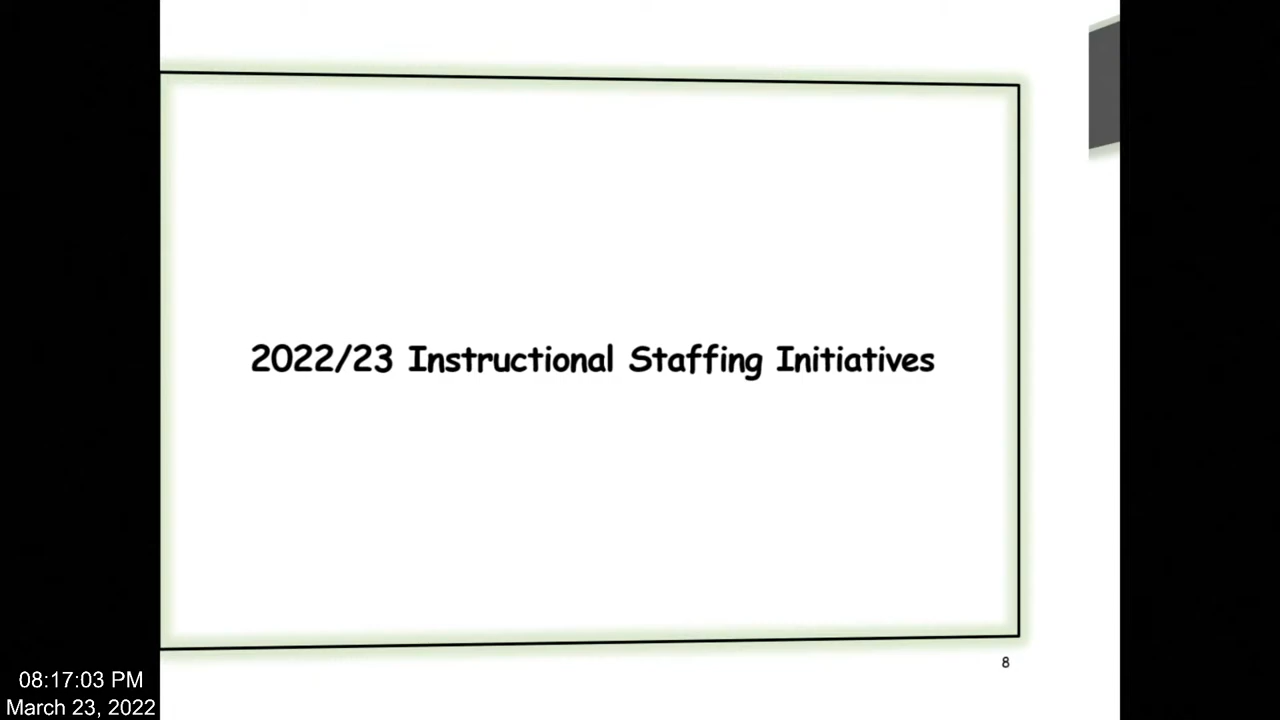 2022/23 Instructional Staffing Initiatives
8
08:17:03 PM
March 23, 2022